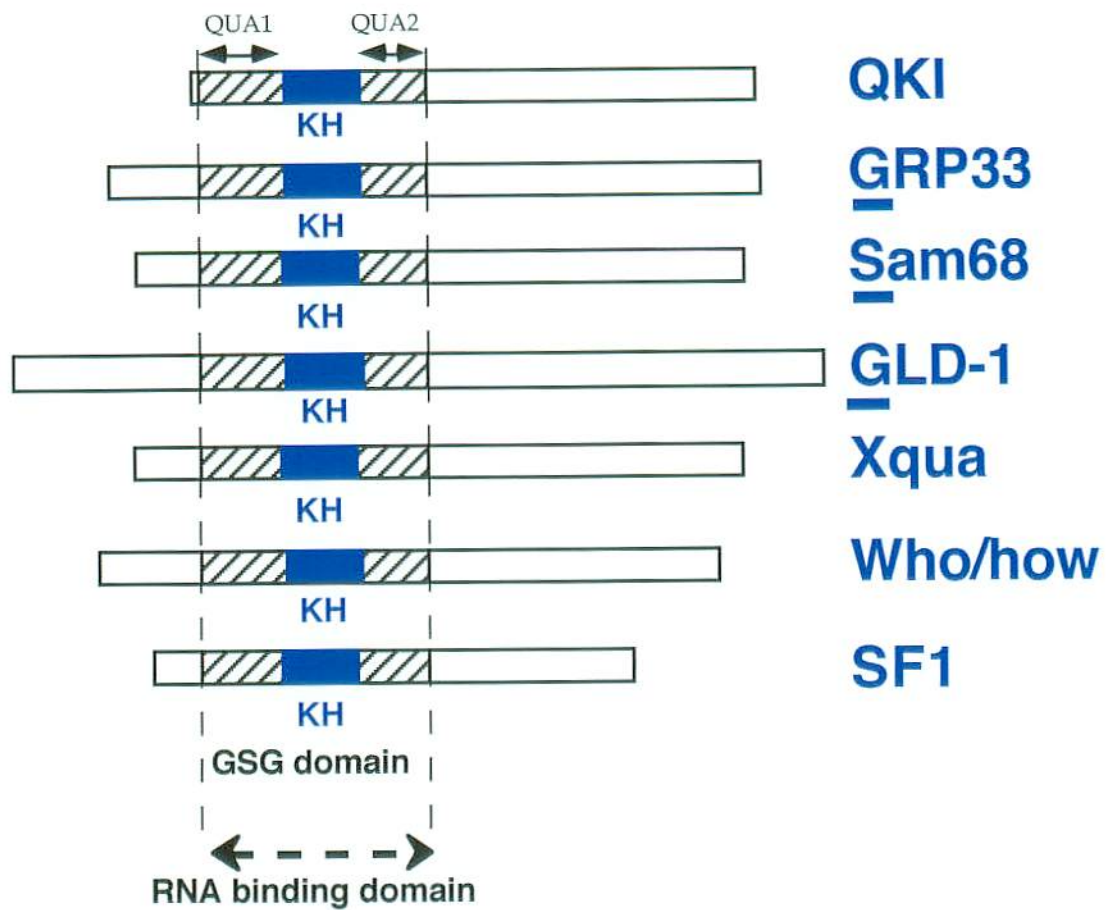 QUA1 QUA2
QKI
KH
GRP33
KH
Sam68
KH
GLD-1
KH
Xqua
KH
Who/how
KH
SF1
KH
GSG domain
RNA binding domain